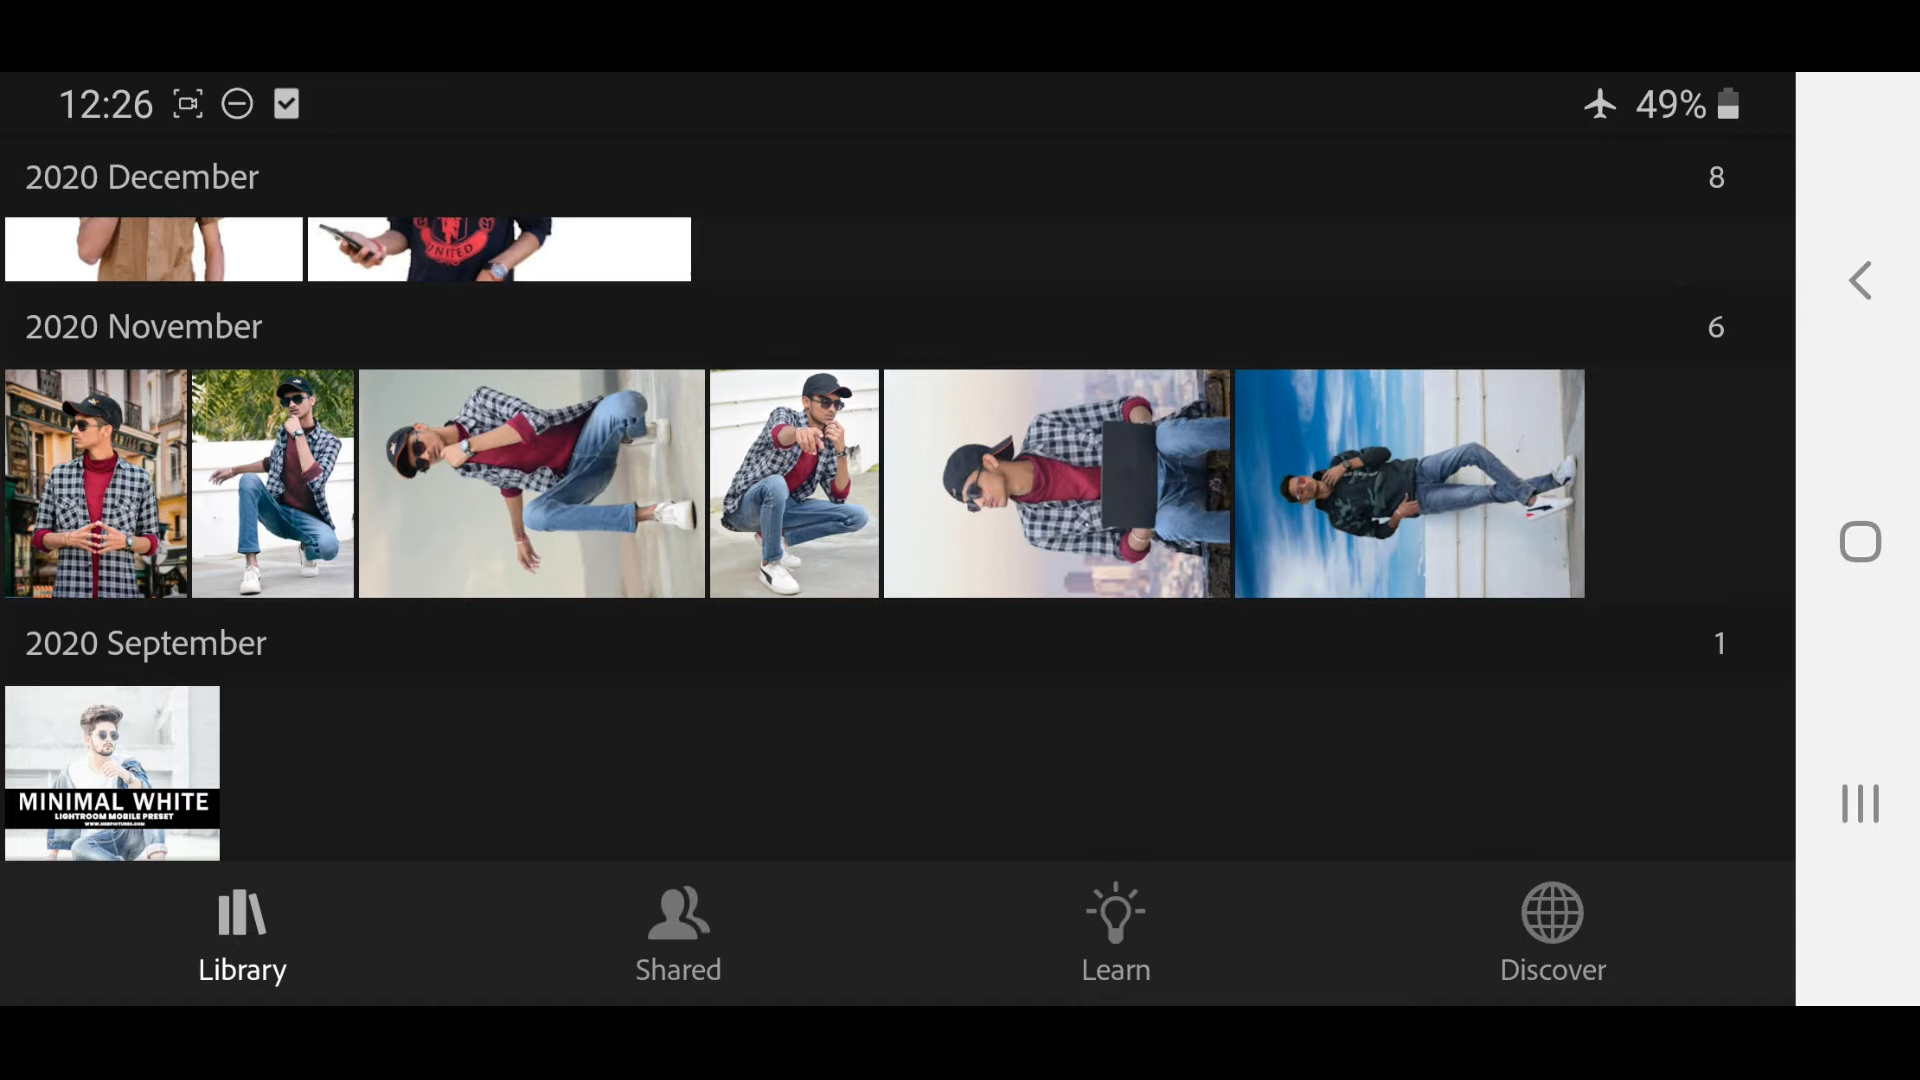 12:26 49%
2020 December 8
UNITED
2020 November 6
2020 September 1
MINIMAL WHITE
LIGHTROOM MOBILE PRESET
Library Shared Learn Discover